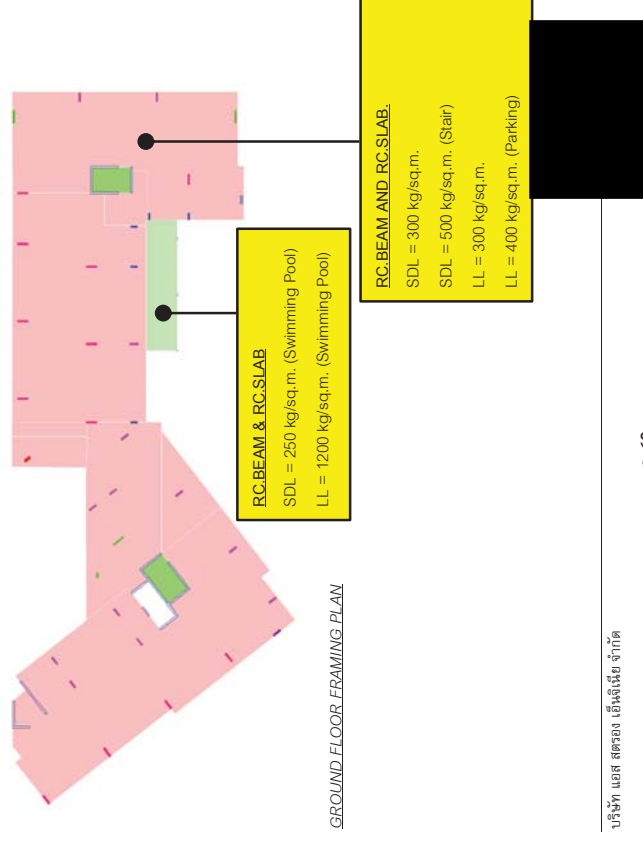 RC.BEAM AND RC.SLAB.
SDL = 300 kg/sq.m.
SDL = 500 kg/sq.m. (Stair)
LL = 300 kg/sq.m.
LL = 400 kg/sq.m. (Parking)
RC.BEAM & RC.SLAB
SDL = 250 kg/sq.m. (Swimming Pool)
LL = 1200 kg/sq.m. (Swimming Pool)
GROUND FLOOR FRAMING PLAN
บริษัท แอส สตรอง เอ็นจิเนีย จำกัด